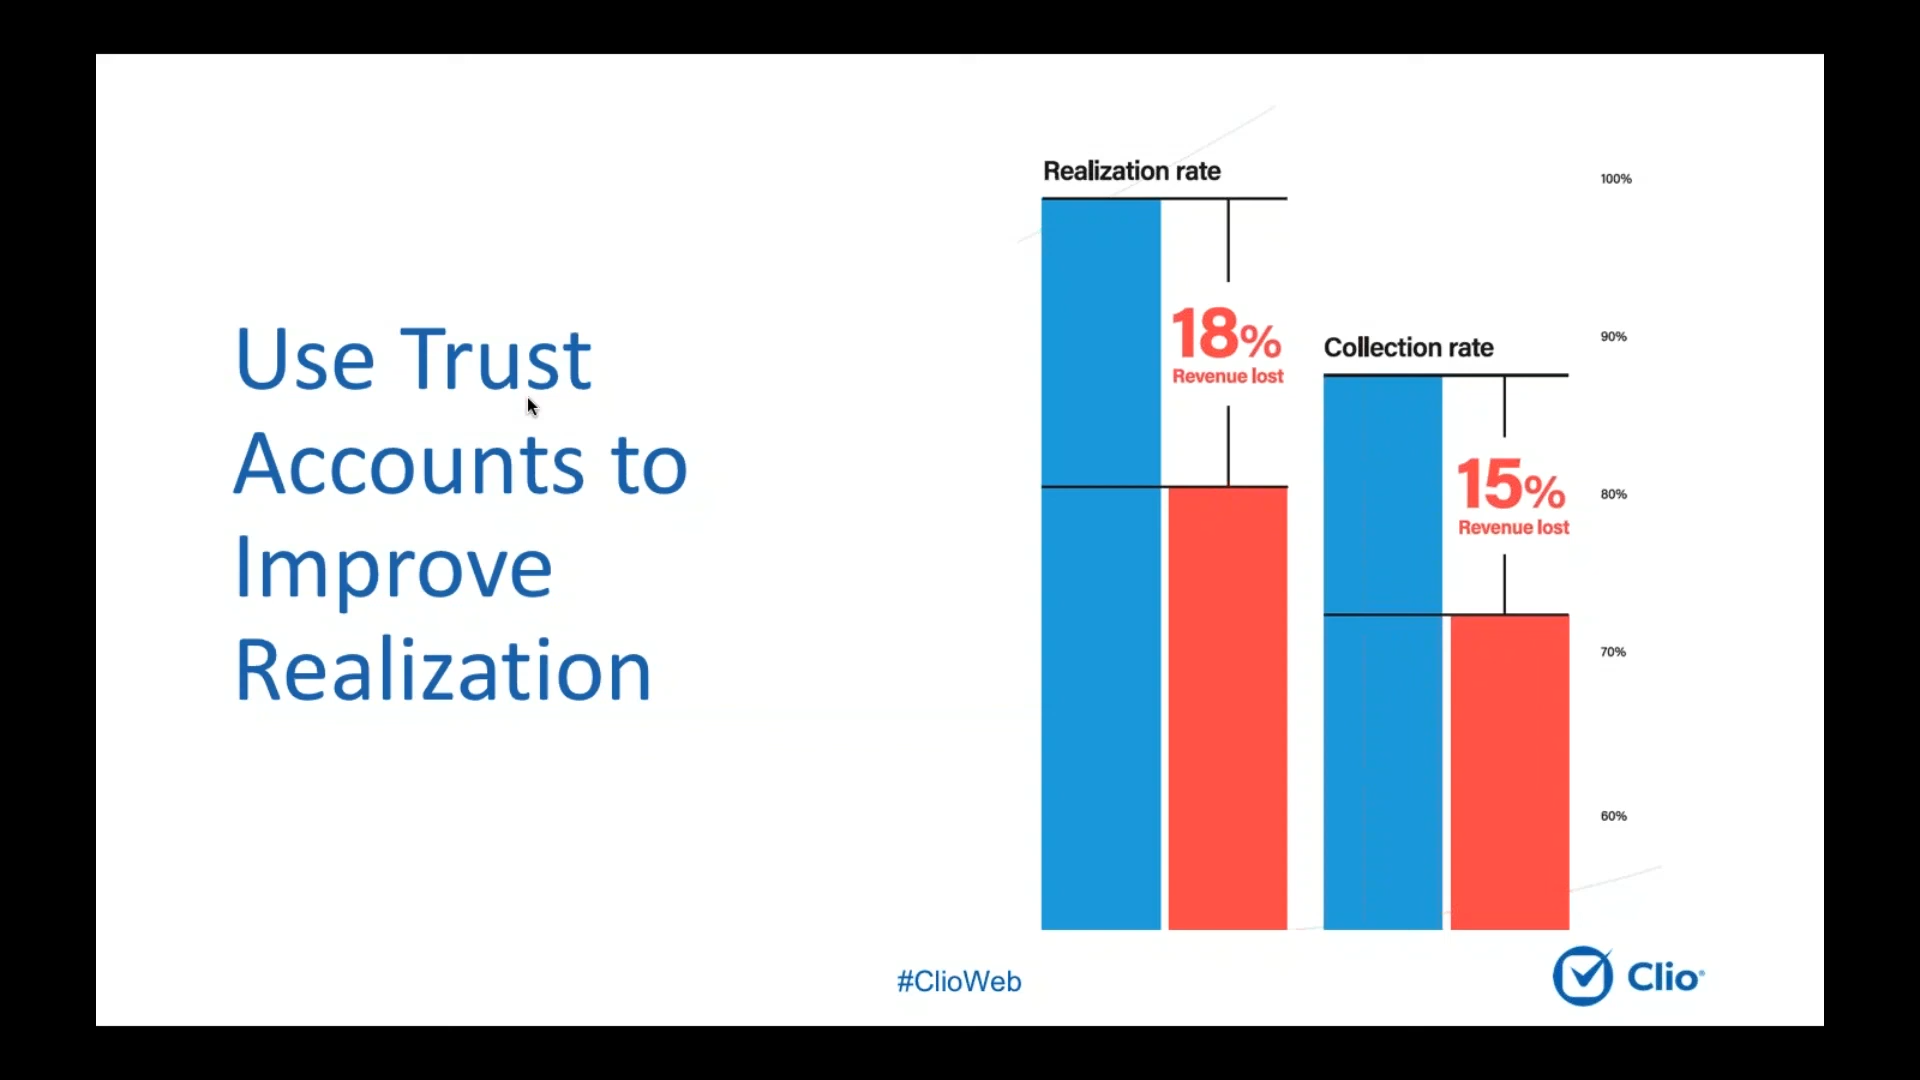 Use Trust
Accounts to
Improve
Realization
Realization rate
18%
Revenue lost
Collection rate
15%
Revenue lost
100%
90%
80%
70%
60%
#ClioWeb
Clio®